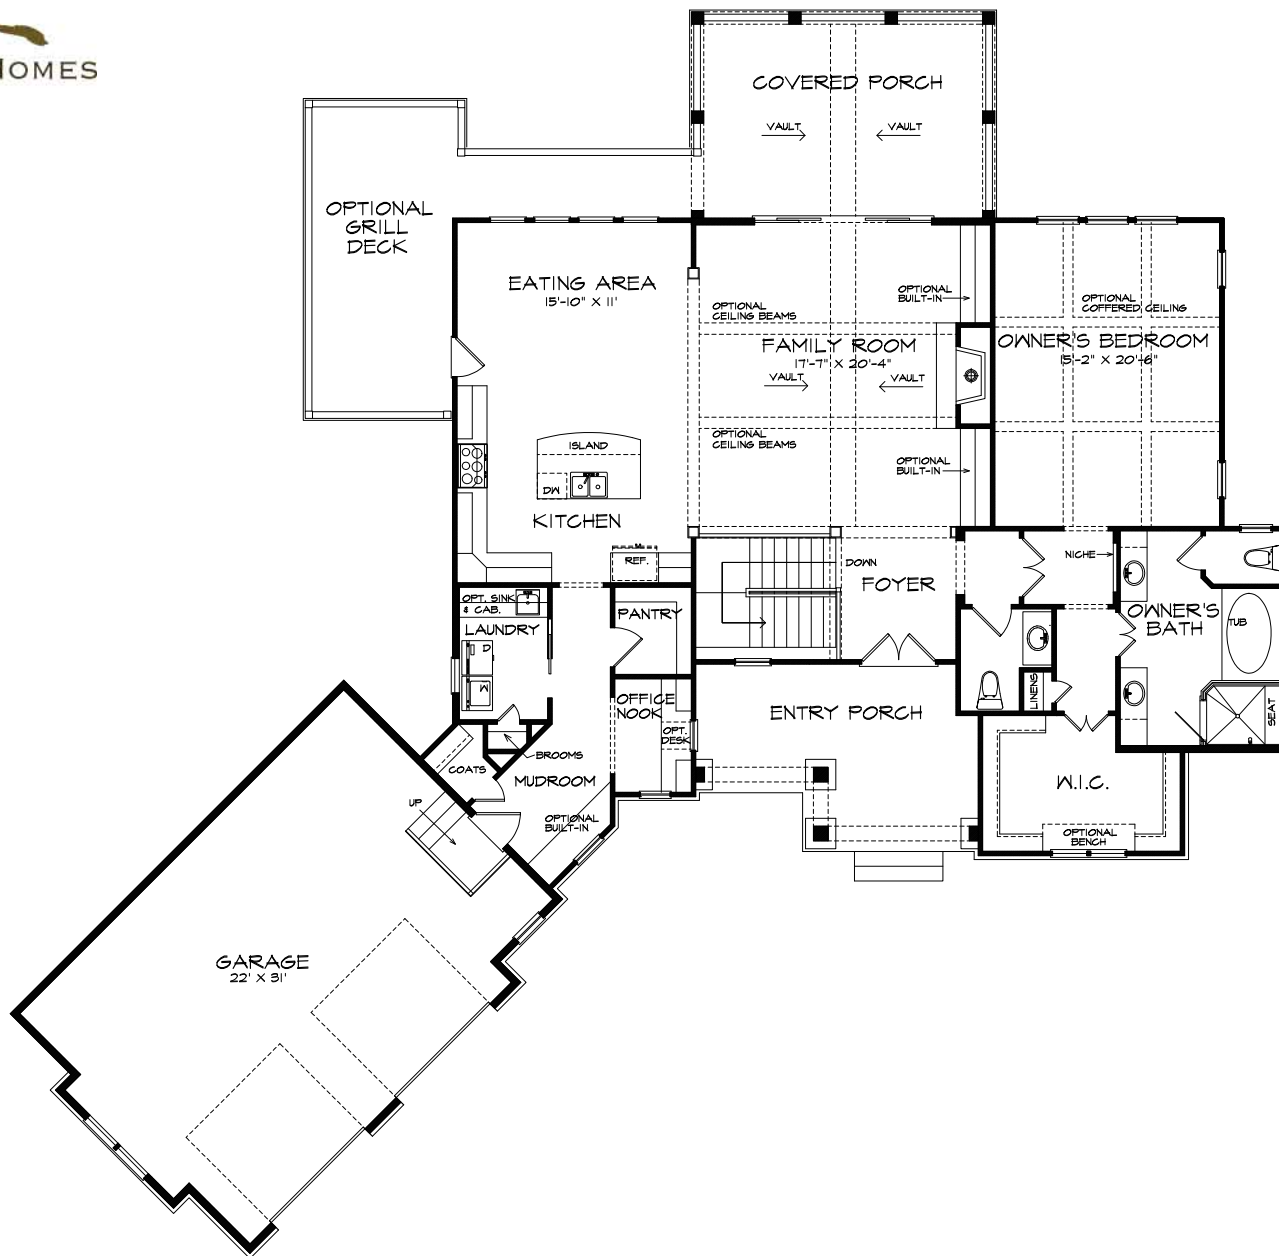 HOMES
COVERED PORCH
VAULT
VAULT
OPTIONAL
GRILL
DECK
EATING AREA
15'-10" X 11'
OPTIONAL
BUILT-IN
OPTIONAL
CEILING BEAMS
OPTIONAL
COFFERED CEILING
FAMILY ROOM
17'-7" X 20'-4"
VAULT
VAULT
OWNER'S BEDROOM
15'-2" X 20'-6"
OPTIONAL
CEILING BEAMS
OPTIONAL
BUILT-IN
ISLAND
DW
KITCHEN
REF.
DOWN
FOYER
NICHE
OWNER'S
BATH
TUB
OPT. SINK
& CAB.
LAUNDRY
D
W
PANTRY
OFFICE
NOOK
OPT.
DESK
ENTRY PORCH
LINENS
SEAT
BROOMS
COATS
MUDROOM
UP
OPTIONAL
BUILT-IN
W.I.C.
OPTIONAL
BENCH
GARAGE
22' X 31'